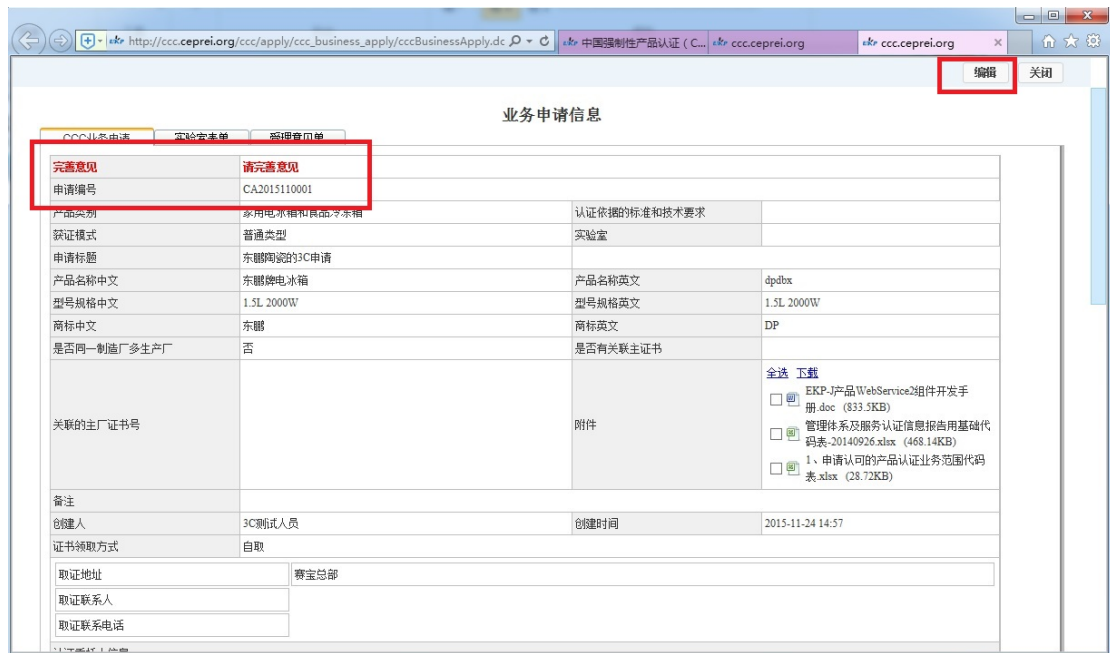 http://ccc.ceprei.org/ccc/apply/ccc_business_apply/cccBusinessApply.dc
中国强制性产品认证 ( C...
ccc.ceprei.org
ccc.ceprei.org
编辑 关闭
业务申请信息
CCC业务申请 实验室表单 受理意见单
完善意见 请完善意见
申请编号 CA2015110001
产品类别 家用电冰箱和食品冷冻箱 认证依据的标准和技术要求
获证模式 普通类型 实验室
申请标题 东鹏陶瓷的3C申请
产品名称中文 东鹏牌电冰箱 产品名称英文 dpdbx
型号规格中文 1.5L 2000W 型号规格英文 1.5L 2000W
商标中文 东鹏 商标英文 DP
是否同一制造厂多生产厂 否 是否有关联主证书
关联的主厂证书号 附件
全选 下载
EKP-J产品WebService2组件开发手
册.doc (833.5KB)
管理体系及服务认证信息报告用基础代
码表-20140926.xlsx (468.14KB)
1、申请认可的产品认证业务范围代码
表.xlsx (28.72KB)
备注
创建人 3C测试人员 创建时间 2015-11-24 14:57
证书领取方式 自取
取证地址 赛宝总部
取证联系人
取证联系电话